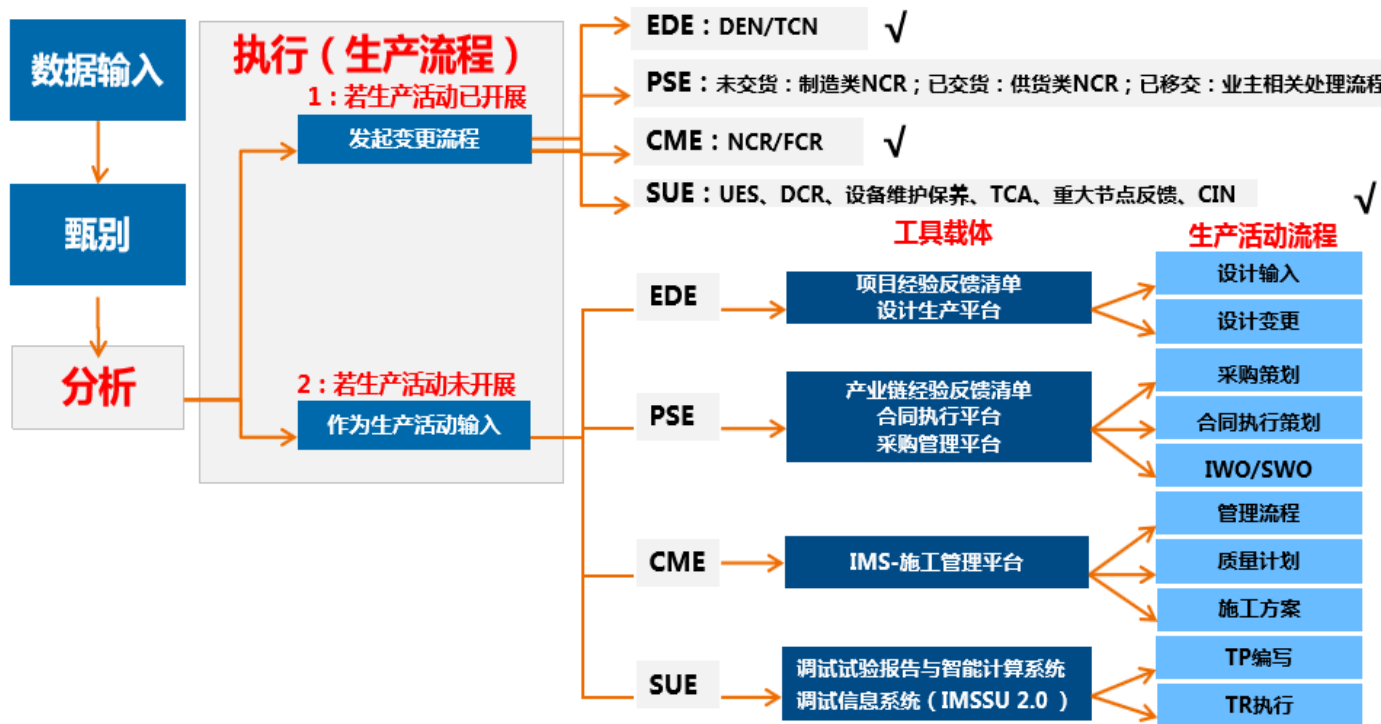 数据输入
甄别
分析
执行（生产流程）
1：若生产活动已开展
发起变更流程
2：若生产活动未开展
作为生产活动输入
EDE：DEN/TCN √
PSE：未交货：制造类NCR；已交货：供货类NCR；已移交：业主相关处理流程
CME：NCR/FCR √
SUE：UES、DCR、设备维护保养、TCA、重大节点反馈、CIN √
工具载体
生产活动流程
EDE
项目经验反馈清单
设计生产平台
设计输入
设计变更
PSE
产业链经验反馈清单
合同执行平台
采购管理平台
采购策划
合同执行策划
IWO/SWO
CME
IMS-施工管理平台
管理流程
质量计划
施工方案
SUE
调试试验报告与智能计算系统
调试信息系统（IMSSU 2.0 ）
TP编写
TR执行